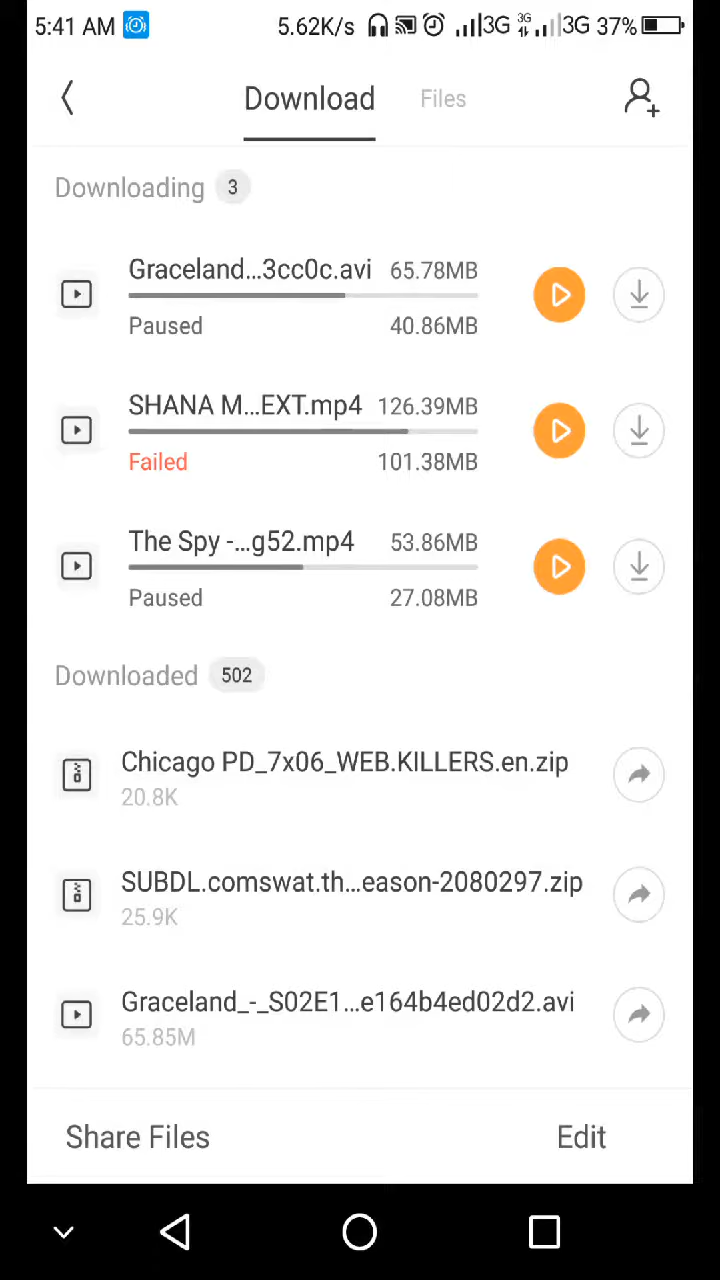 5:41 AM 5.62K/s 3G 3G 3G 37%
Download Files
Downloading 3
Graceland...3cc0c.avi 65.78MB
Paused 40.86MB
SHANA M...EXT.mp4 126.39MB
Failed 101.38MB
The Spy -...g52.mp4 53.86MB
Paused 27.08MB
Downloaded 502
Chicago PD_7x06_WEB.KILLERS.en.zip
20.8K
SUBDL.comswat.th...eason-2080297.zip
25.9K
Graceland_-_S02E1...e164b4ed02d2.avi
65.85M
Share Files Edit